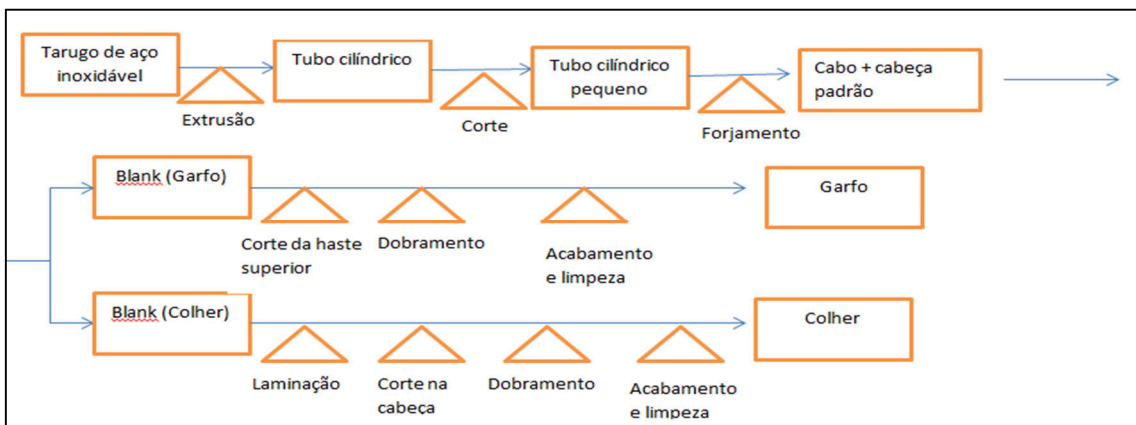 Tarugo de aço
inoxidável
Tubo cilíndrico
Tubo cilíndrico
pequeno
Cabo + cabeça
padrão
Extrusão
Corte
Forjamento
Blank (Garfo)
Garfo
Corte da haste
superior
Dobramento
Acabamento
e limpeza
Blank (Colher)
Colher
Laminação
Corte na
cabeça
Dobramento
Acabamento
e limpeza